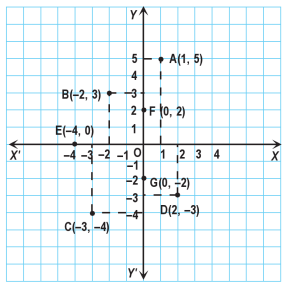 Y
5
A(1, 5)
4
B(–2, 3)
3
2
F (0, 2)
1
E(–4, 0)
O
X'
–4 –3 –2 –1
1 2 3 4
X
–1
–2
G(0, –2)
–3
D(2, –3)
–4
C(–3, –4)
Y'